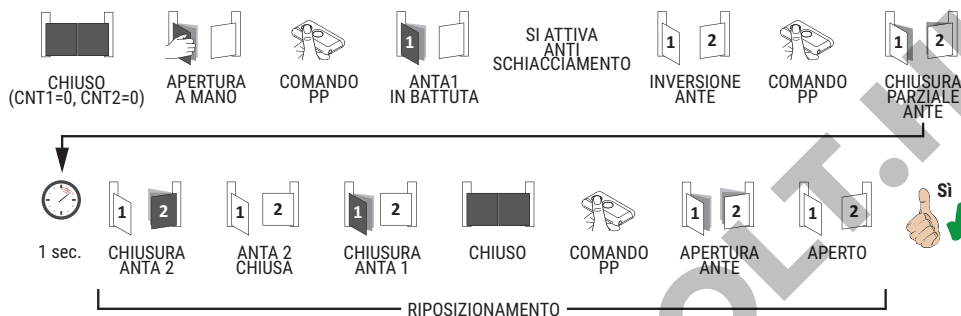 CHIUSO
(CNT1=0, CNT2=0)
APERTURA
A MANO
COMANDO
PP
1
ANTA1
IN BATTUTA
SI ATTIVA
ANTI
SCHIACCIAMENTO
1 2
INVERSIONE
ANTE
COMANDO
PP
1 2
CHIUSURA
PARZIALE
ANTE
1 sec.
1 2
CHIUSURA
ANTA 2
1 2
ANTA 2
CHIUSA
1 2
CHIUSURA
ANTA 1
CHIUSO
COMANDO
PP
1 2
APERTURA
ANTE
1 2
APERTO
Sì
RIPOSIZIONAMENTO